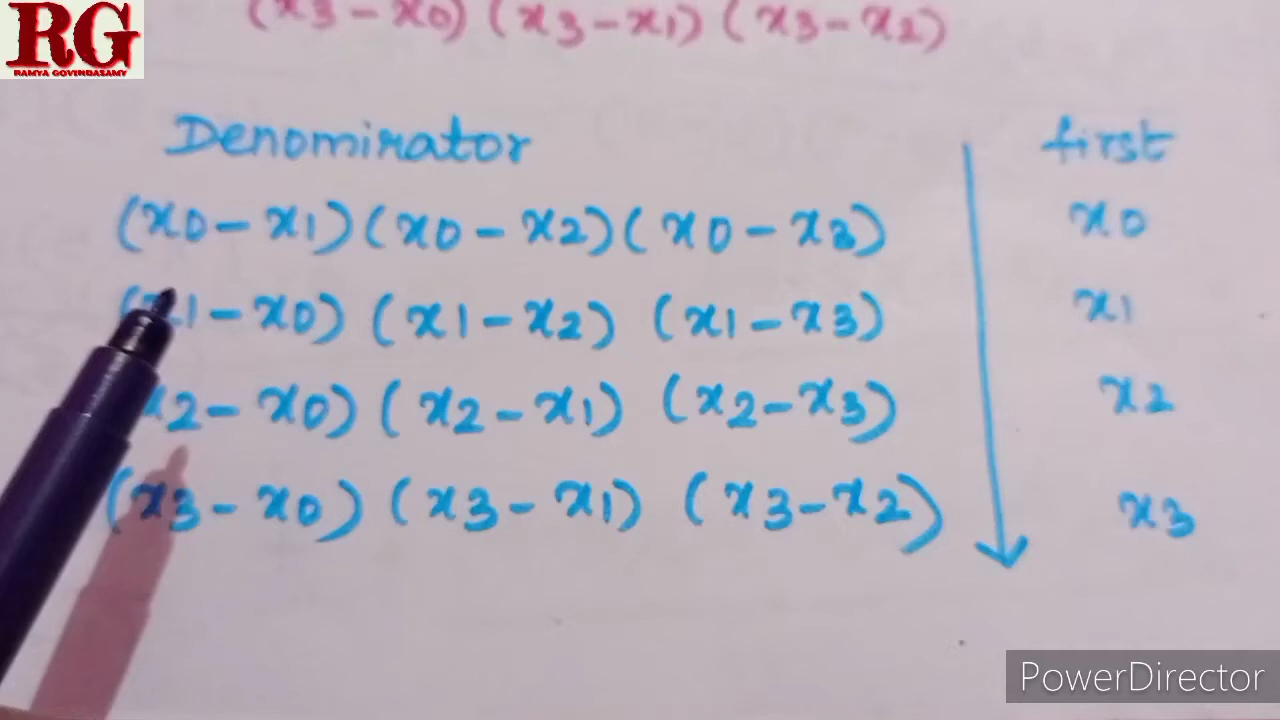 RG
RAMYA GOVINDASAMY
(x3-x0) (x3-x1) (x3-x2)
Denominator first
(x0-x1)(x0-x2)(x0-x3) x0
(x1-x0) (x1-x2) (x1-x3) x1
x2-x0) (x2-x1) (x2-x3) x2
(x3-x0) (x3-x1) (x3-x2) x3
PowerDirector